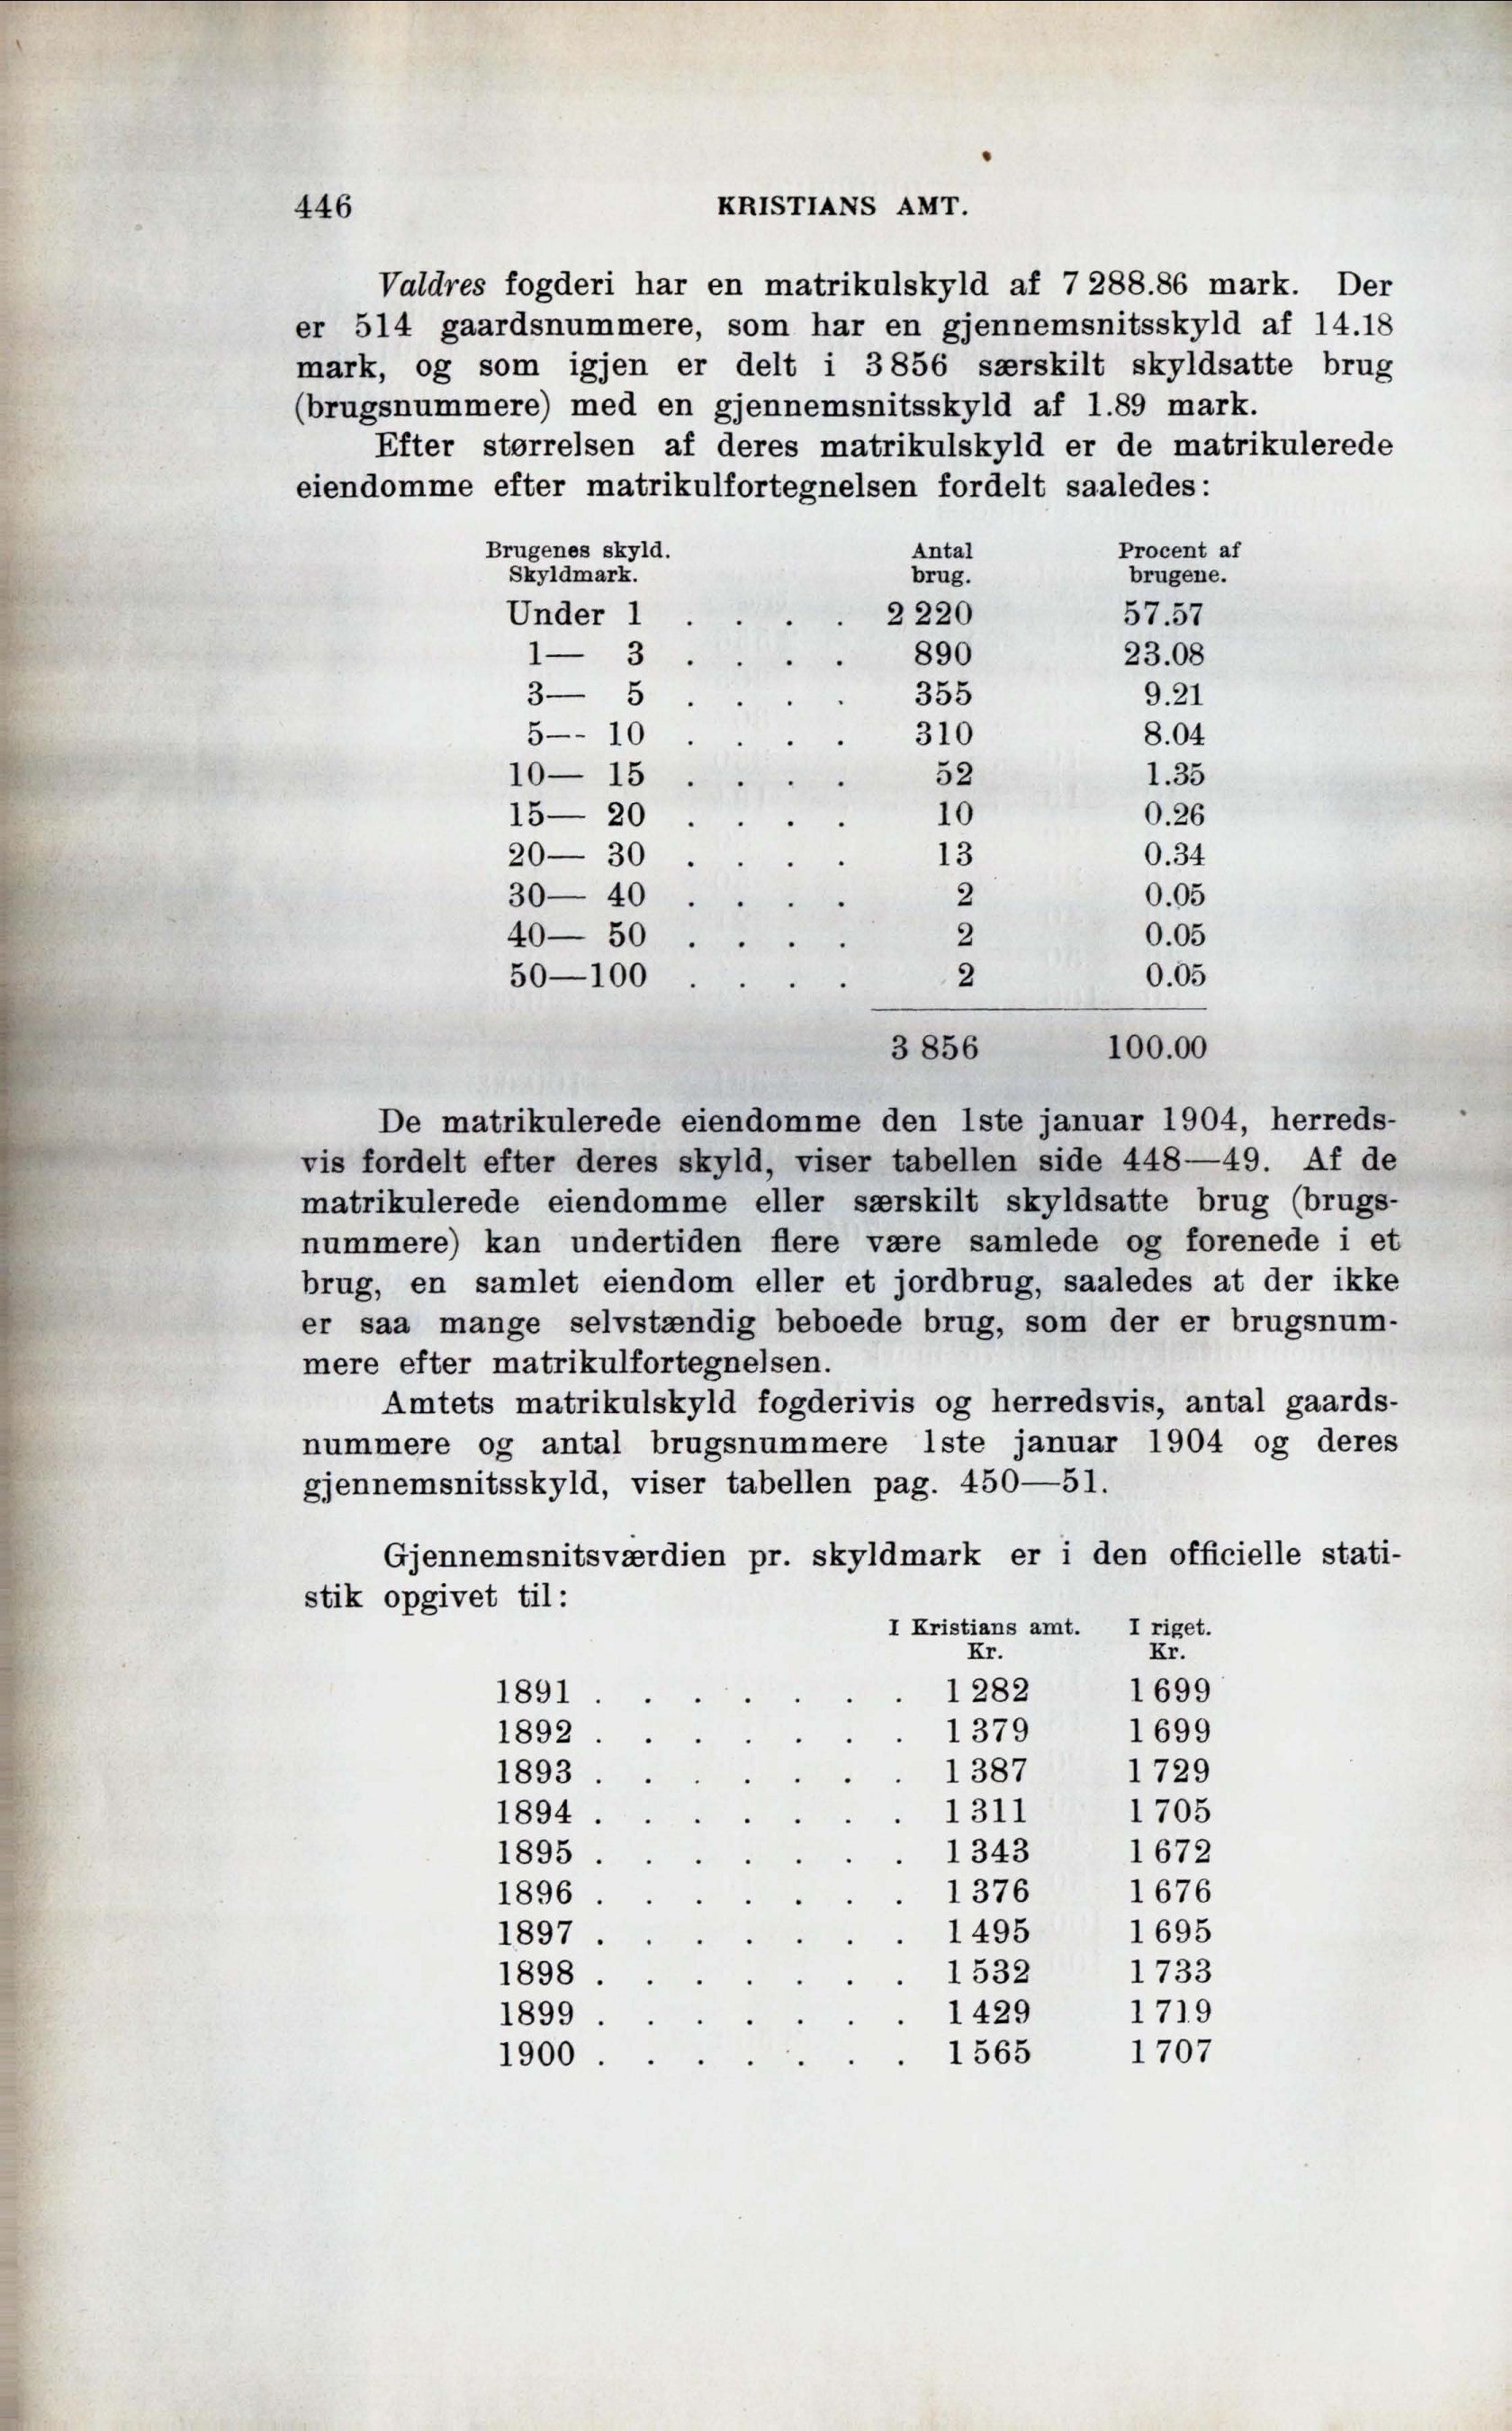 446 KRISTIANS AMT.
Valdres fogderi har en matrikulskyld af 7 288.86 mark. Der
er 514 gaardsnummere, som har en gjennemsnitsskyld af 14.18
mark, og som igjen er delt i 3 856 særskilt skyldsatte brug
(brugsnummere) med en gjennemsnitsskyld af 1.89 mark.
Efter størrelsen af deres matrikulskyld er de matrikulerede
eiendomme efter matrikulfortegnelsen fordelt saaledes:
Brugenes skyld. Antal Procent af
Skyldmark. brug. brugene.
Under 1 . . . . 2 220 57.57
1— 3 . . . . 890 23.08
3— 5 . . . . 355 9.21
5-- 10 . . . . 310 8.04
10— 15 . . . . 52 1.35
15— 20 . . . . 10 0.26
20— 30 . . . . 13 0.34
30— 40 . . . . 2 0.05
40— 50 . . . . 2 0.05
50—100 . . . . 2 0.05
3 856 100.00
De matrikulerede eiendomme den 1ste januar 1904, herreds-
vis fordelt efter deres skyld, viser tabellen side 448—49. Af de
matrikulerede eiendomme eller særskilt skyldsatte brug (brugs-
nummere) kan undertiden flere være samlede og forenede i et
brug, en samlet eiendom eller et jordbrug, saaledes at der ikke
er saa mange selvstændig beboede brug, som der er brugsnum-
mere efter matrikulfortegnelsen.
Amtets matrikulskyld fogderivis og herredsvis, antal gaards-
nummere og antal brugsnummere 1ste januar 1904 og deres
gjennemsnitsskyld, viser tabellen pag. 450—51.
Gjennemsnitsværdien pr. skyldmark er i den officielle stati-
stik opgivet til:
I Kristians amt. I riget.
Kr. Kr.
1891 . . . . . . . 1 282 1 699
1892 . . . . . . . 1 379 1 699
1893 . . . . . . . 1 387 1 729
1894 . . . . . . . 1 311 1 705
1895 . . . . . . . 1 343 1 672
1896 . . . . . . . 1 376 1 676
1897 . . . . . . . 1 495 1 695
1898 . . . . . . . 1 532 1 733
1899 . . . . . . . 1 429 1 719
1900 . . . . . . . 1 565 1 707